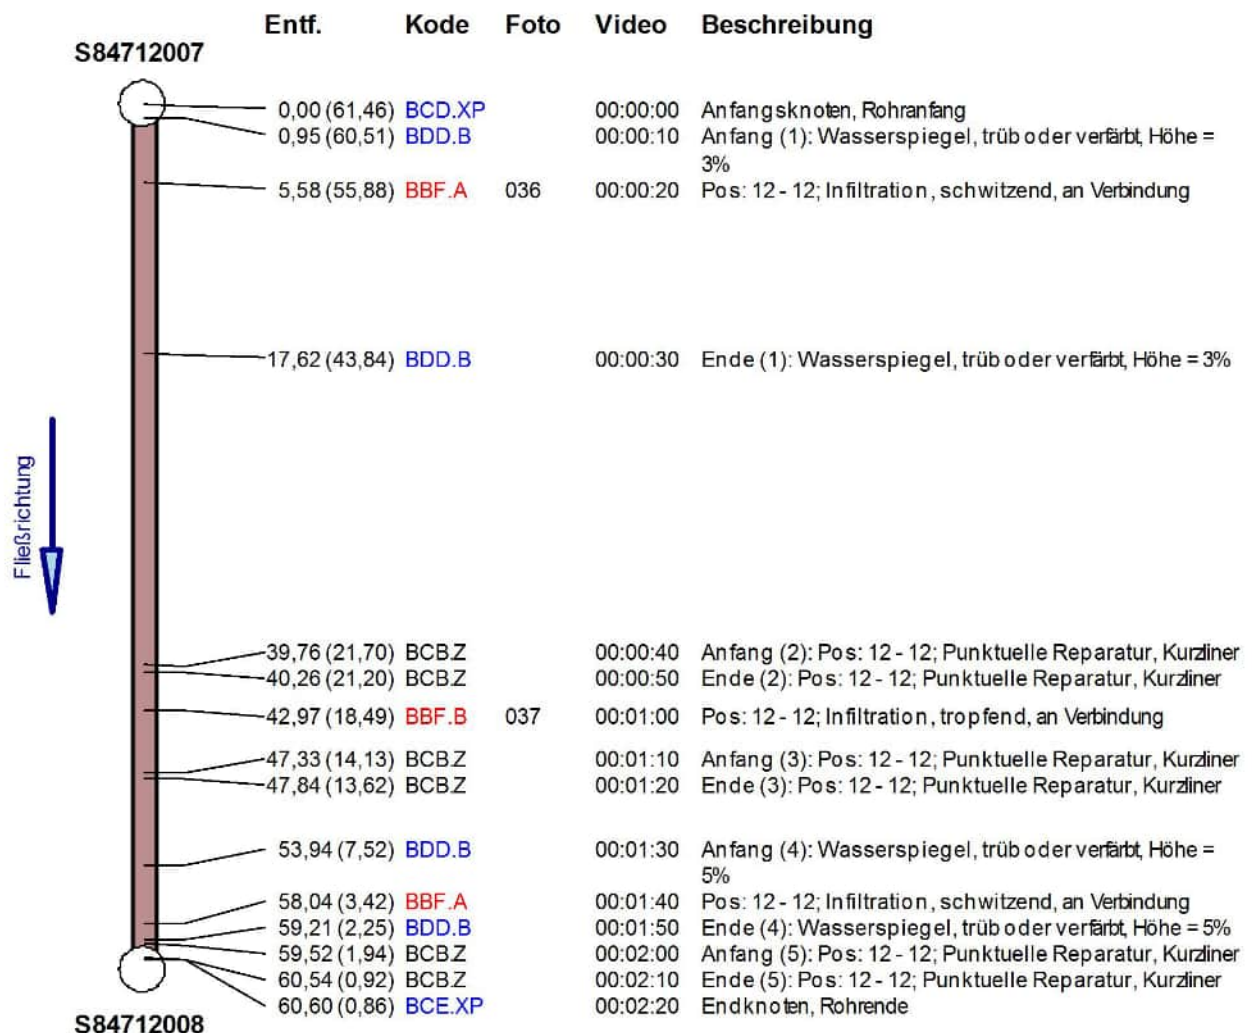 Entf. Kode Foto Video Beschreibung
S84712007
0,00 (61,46) BCD.XP 00:00:00 Anfangsknoten, Rohranfang
0,95 (60,51) BDD.B 00:00:10 Anfang (1): Wasserspiegel, trüb oder verfärbt, Höhe =
3%
5,58 (55,88) BBF.A 036 00:00:20 Pos: 12 - 12; Infiltration, schwitzend, an Verbindung
17,62 (43,84) BDD.B 00:00:30 Ende (1): Wasserspiegel, trüb oder verfärbt, Höhe = 3%
Fließrichtung
39,76 (21,70) BCB.Z 00:00:40 Anfang (2): Pos: 12 - 12; Punktuelle Reparatur, Kurzliner
40,26 (21,20) BCB.Z 00:00:50 Ende (2): Pos: 12 - 12; Punktuelle Reparatur, Kurzliner
42,97 (18,49) BBF.B 037 00:01:00 Pos: 12 - 12; Infiltration, tropfend, an Verbindung
47,33 (14,13) BCB.Z 00:01:10 Anfang (3): Pos: 12 - 12; Punktuelle Reparatur, Kurzliner
47,84 (13,62) BCB.Z 00:01:20 Ende (3): Pos: 12 - 12; Punktuelle Reparatur, Kurzliner
53,94 (7,52) BDD.B 00:01:30 Anfang (4): Wasserspiegel, trüb oder verfärbt, Höhe =
5%
58,04 (3,42) BBF.A 00:01:40 Pos: 12 - 12; Infiltration, schwitzend, an Verbindung
59,21 (2,25) BDD.B 00:01:50 Ende (4): Wasserspiegel, trüb oder verfärbt, Höhe = 5%
59,52 (1,94) BCB.Z 00:02:00 Anfang (5): Pos: 12 - 12; Punktuelle Reparatur, Kurzliner
60,54 (0,92) BCB.Z 00:02:10 Ende (5): Pos: 12 - 12; Punktuelle Reparatur, Kurzliner
60,60 (0,86) BCE.XP 00:02:20 Endknoten, Rohrende
S84712008